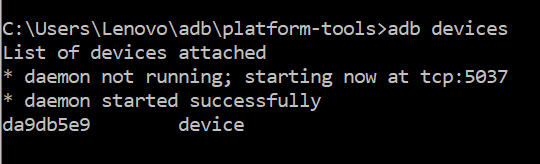 C:\Users\Lenovo\adb\platform-tools>adb devices
List of devices attached
* daemon not running; starting now at tcp:5037
* daemon started successfully
da9db5e9        device